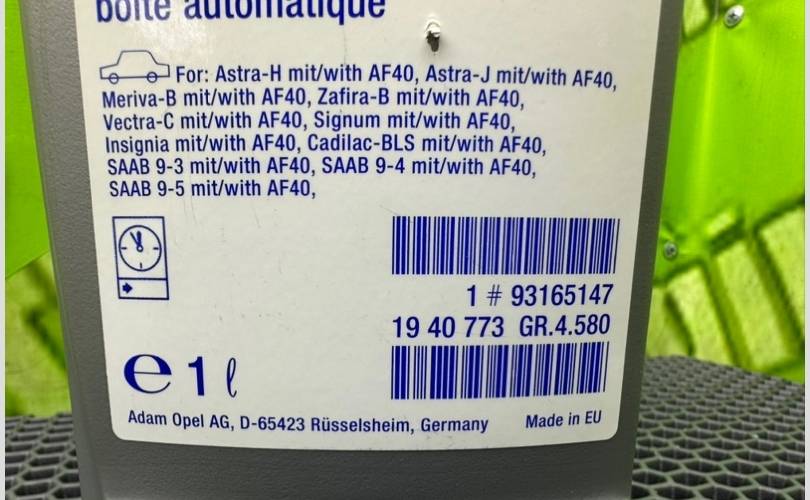 boîte automatique
For: Astra-H mit/with AF40, Astra-J mit/with AF40,
Meriva-B mit/with AF40, Zafira-B mit/with AF40,
Vectra-C mit/with AF40, Signum mit/with AF40,
Insignia mit/with AF40, Cadilac-BLS mit/with AF40,
SAAB 9-3 mit/with AF40, SAAB 9-4 mit/with AF40,
SAAB 9-5 mit/with AF40,
1 # 93165147
19 40 773 GR.4.580
e 1 ℓ
Adam Opel AG, D-65423 Rüsselsheim, Germany Made in EU